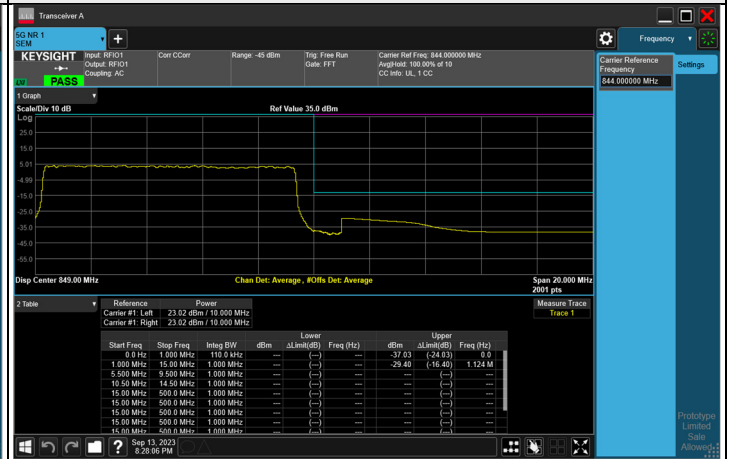 Transceiver A
5G NR 1
SEM
Frequency
KEYSIGHT
Input: RFIO1
Output: RFIO1
Coupling: AC
Corr CCorr
Range: -45 dBm
Trig: Free Run
Gate: FFT
Carrier Ref Freq: 844.000000 MHz
Avg|Hold: 100.00% of 10
CC Info: UL, 1 CC
LXI
PASS
Carrier Reference
Frequency
844.000000 MHz
Settings
1 Graph
Scale/Div 10 dB
Ref Value 35.0 dBm
Log
25.0
15.0
5.01
-4.99
-15.0
-25.0
-35.0
-45.0
-55.0
Disp Center 849.00 MHz
Chan Det: Average , #Offs Det: Average
Span 20.000 MHz
2001 pts
2 Table
Measure Trace
Trace 1
Reference Power
Carrier #1: Left 23.02 dBm / 10.000 MHz
Carrier #1: Right 23.02 dBm / 10.000 MHz
Lower Upper
Start Freq Stop Freq Integ BW dBm ΔLimit(dB) Freq (Hz) dBm ΔLimit(dB) Freq (Hz)
0.0 Hz 1.000 MHz 110.0 kHz --- (---) --- -37.03 (-24.03) 0.0
1.000 MHz 15.00 MHz 1.000 MHz --- (---) --- -29.40 (-16.40) 1.124 M
5.500 MHz 9.500 MHz 1.000 MHz --- (---) --- --- (---) ---
10.50 MHz 14.50 MHz 1.000 MHz --- (---) --- --- (---) ---
15.00 MHz 500.0 MHz 1.000 MHz --- (---) --- --- (---) ---
15.00 MHz 500.0 MHz 1.000 MHz --- (---) --- --- (---) ---
15.00 MHz 500.0 MHz 1.000 MHz --- (---) --- --- (---) ---
15.00 MHz 500.0 MHz 1.000 MHz --- (---) --- --- (---) ---
15.00 MHz 500.0 MHz 1.000 MHz --- (---) --- --- (---) ---
Sep 13, 2023
8:28:06 PM
Prototype
Limited
Sale
Allowed